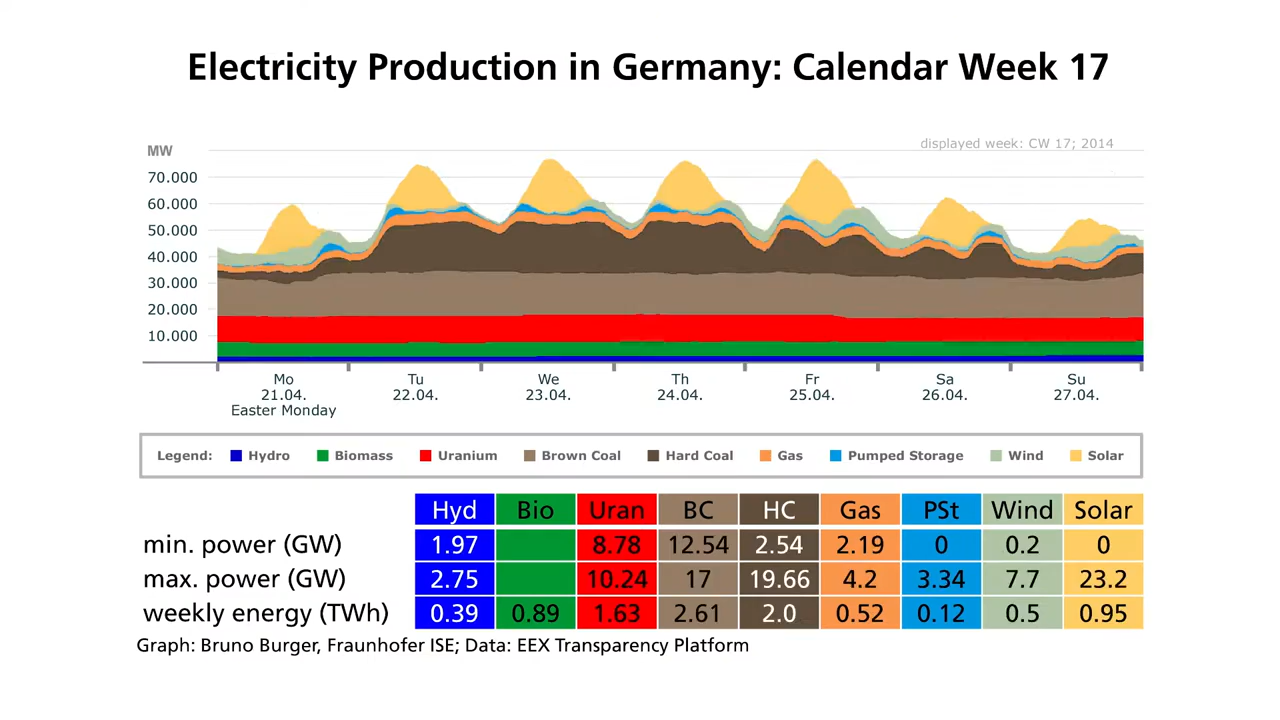 Electricity Production in Germany: Calendar Week 17
MW
displayed week: CW 17; 2014
70.000
60.000
50.000
40.000
30.000
20.000
10.000
Mo Tu We Th Fr Sa Su
21.04. 22.04. 23.04. 24.04. 25.04. 26.04. 27.04.
Easter Monday
Legend: Hydro Biomass Uranium Brown Coal Hard Coal Gas Pumped Storage Wind Solar
Hyd Bio Uran BC HC Gas PSt Wind Solar
min. power (GW) 1.97 8.78 12.54 2.54 2.19 0 0.2 0
max. power (GW) 2.75 10.24 17 19.66 4.2 3.34 7.7 23.2
weekly energy (TWh) 0.39 0.89 1.63 2.61 2.0 0.52 0.12 0.5 0.95
Graph: Bruno Burger, Fraunhofer ISE; Data: EEX Transparency Platform